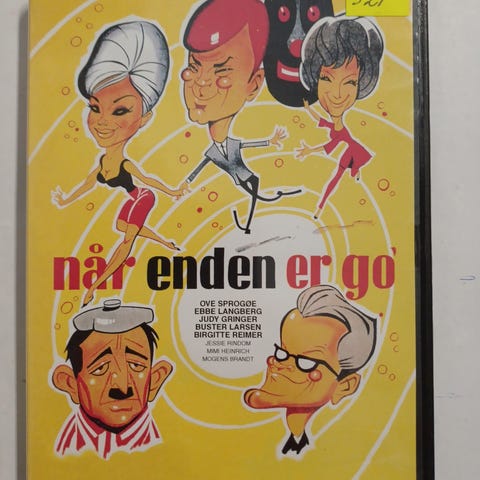 når enden er go'
OVE SPROGØE
EBBE LANGBERG
JUDY GRINGER
BUSTER LARSEN
BIRGITTE REIMER
JESSIE RINDOM
MIMI HEINRICH
MOGENS BRANDT